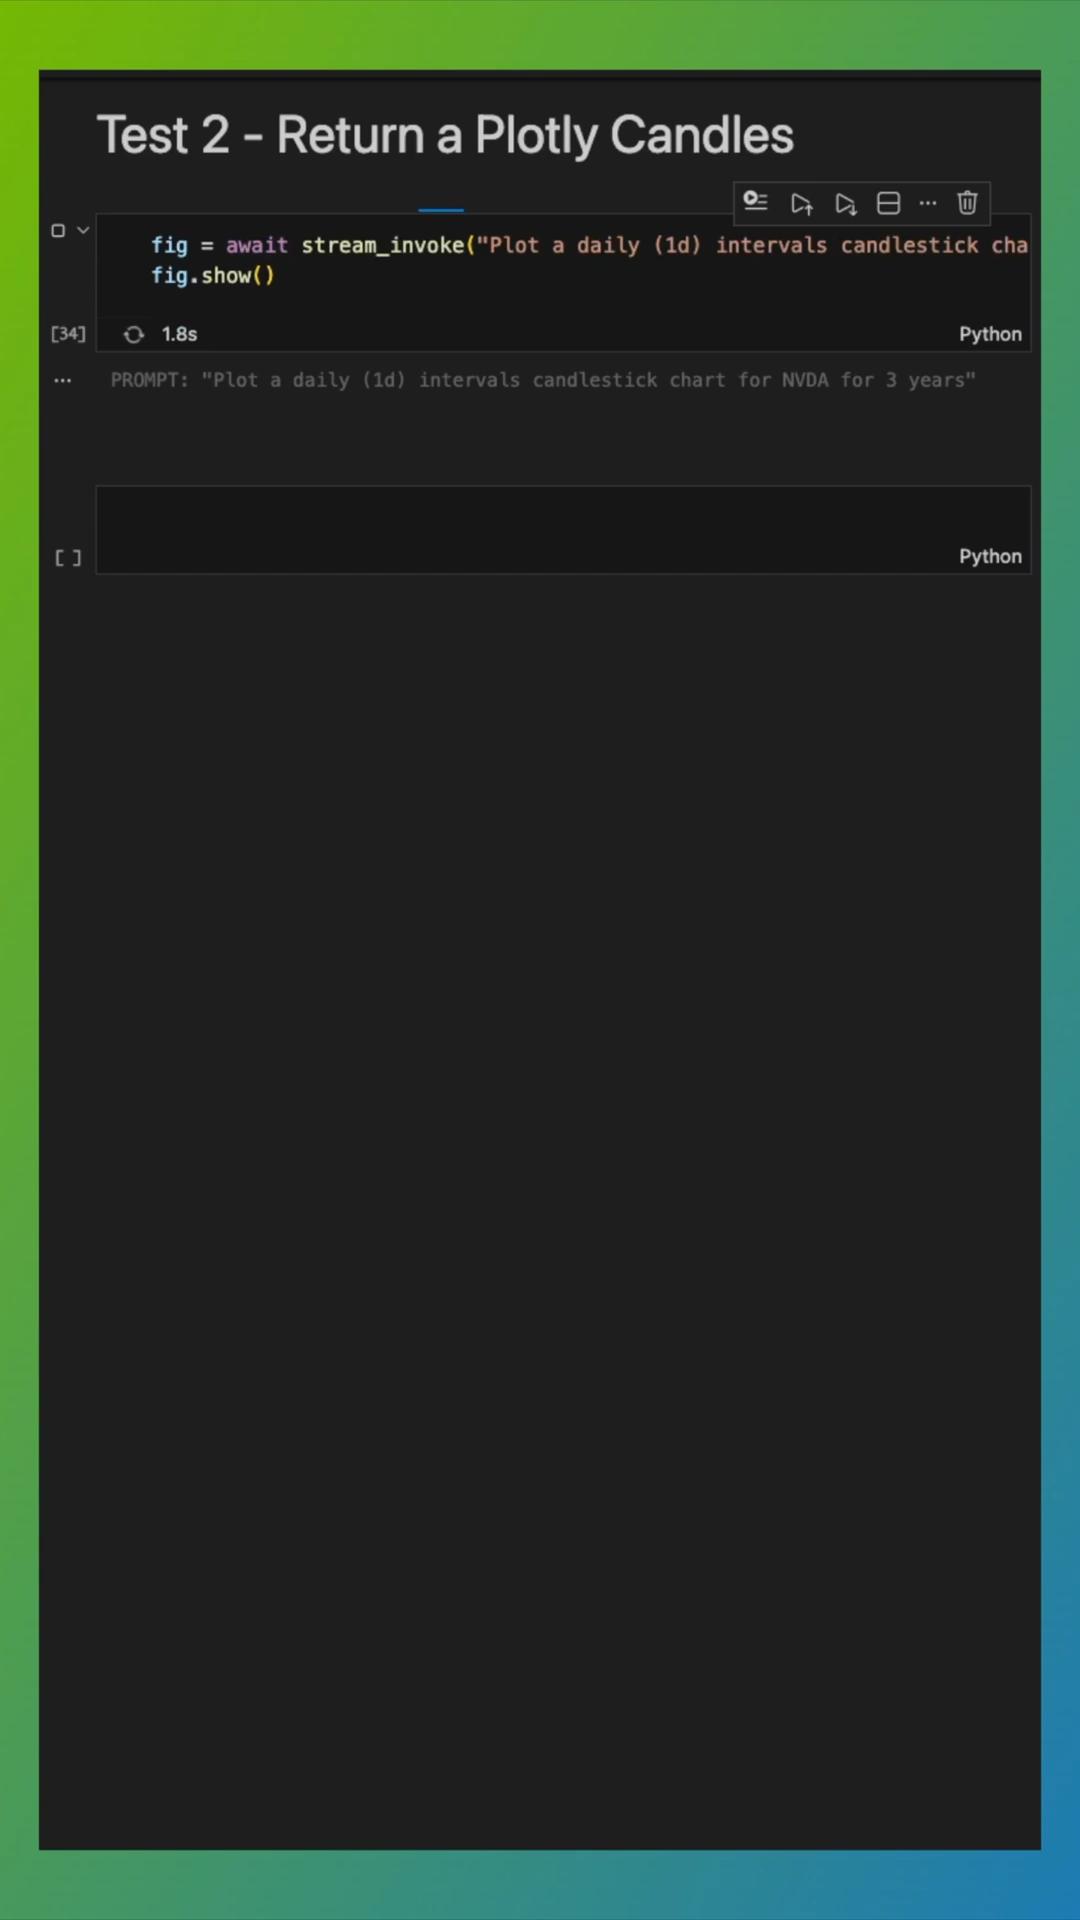 Test 2 - Return a Plotly Candles
fig = await stream_invoke("Plot a daily (1d) intervals candlestick cha
fig.show()
[34] 1.8s Python
... PROMPT: "Plot a daily (1d) intervals candlestick chart for NVDA for 3 years"
[ ] Python